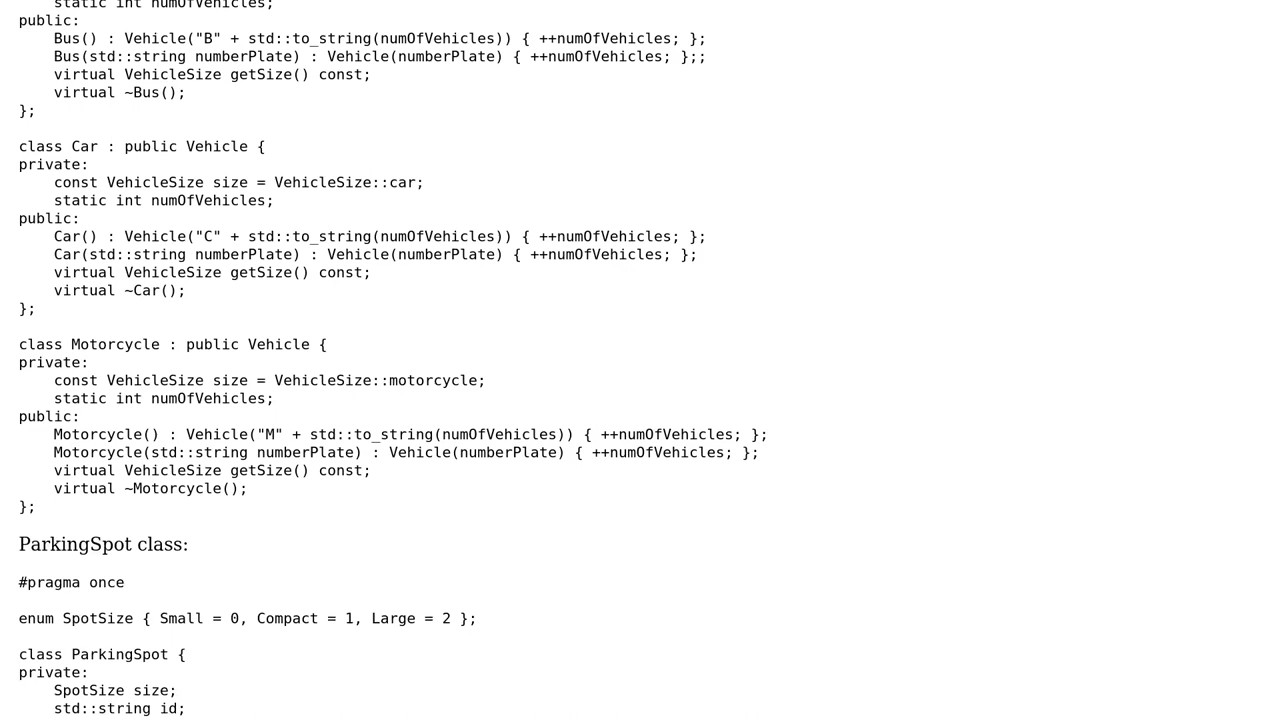 static int numOfVehicles;
public:
    Bus() : Vehicle("B" + std::to_string(numOfVehicles)) { ++numOfVehicles; };
    Bus(std::string numberPlate) : Vehicle(numberPlate) { ++numOfVehicles; };;
    virtual VehicleSize getSize() const;
    virtual ~Bus();
};

class Car : public Vehicle {
private:
    const VehicleSize size = VehicleSize::car;
    static int numOfVehicles;
public:
    Car() : Vehicle("C" + std::to_string(numOfVehicles)) { ++numOfVehicles; };
    Car(std::string numberPlate) : Vehicle(numberPlate) { ++numOfVehicles; };
    virtual VehicleSize getSize() const;
    virtual ~Car();
};

class Motorcycle : public Vehicle {
private:
    const VehicleSize size = VehicleSize::motorcycle;
    static int numOfVehicles;
public:
    Motorcycle() : Vehicle("M" + std::to_string(numOfVehicles)) { ++numOfVehicles; };
    Motorcycle(std::string numberPlate) : Vehicle(numberPlate) { ++numOfVehicles; };
    virtual VehicleSize getSize() const;
    virtual ~Motorcycle();
};

ParkingSpot class:

#pragma once

enum SpotSize { Small = 0, Compact = 1, Large = 2 };

class ParkingSpot {
private:
    SpotSize size;
    std::string id;